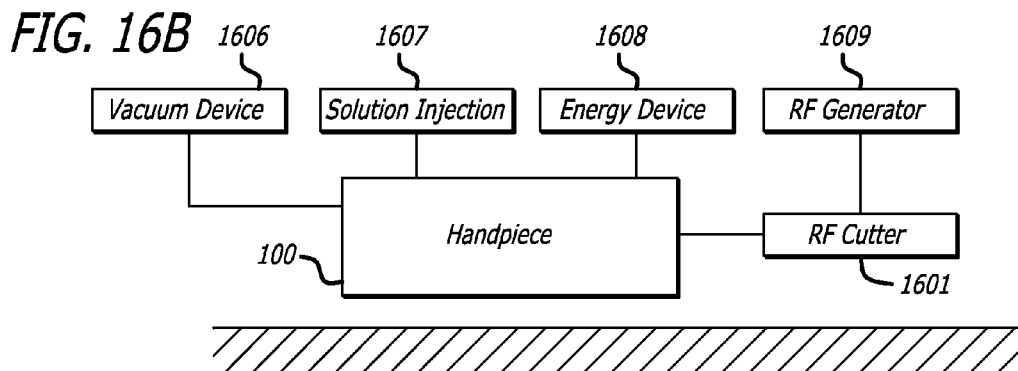 FIG. 16B 1606 1607 1608 1609
Vacuum Device Solution Injection Energy Device RF Generator
Handpiece RF Cutter
100 1601